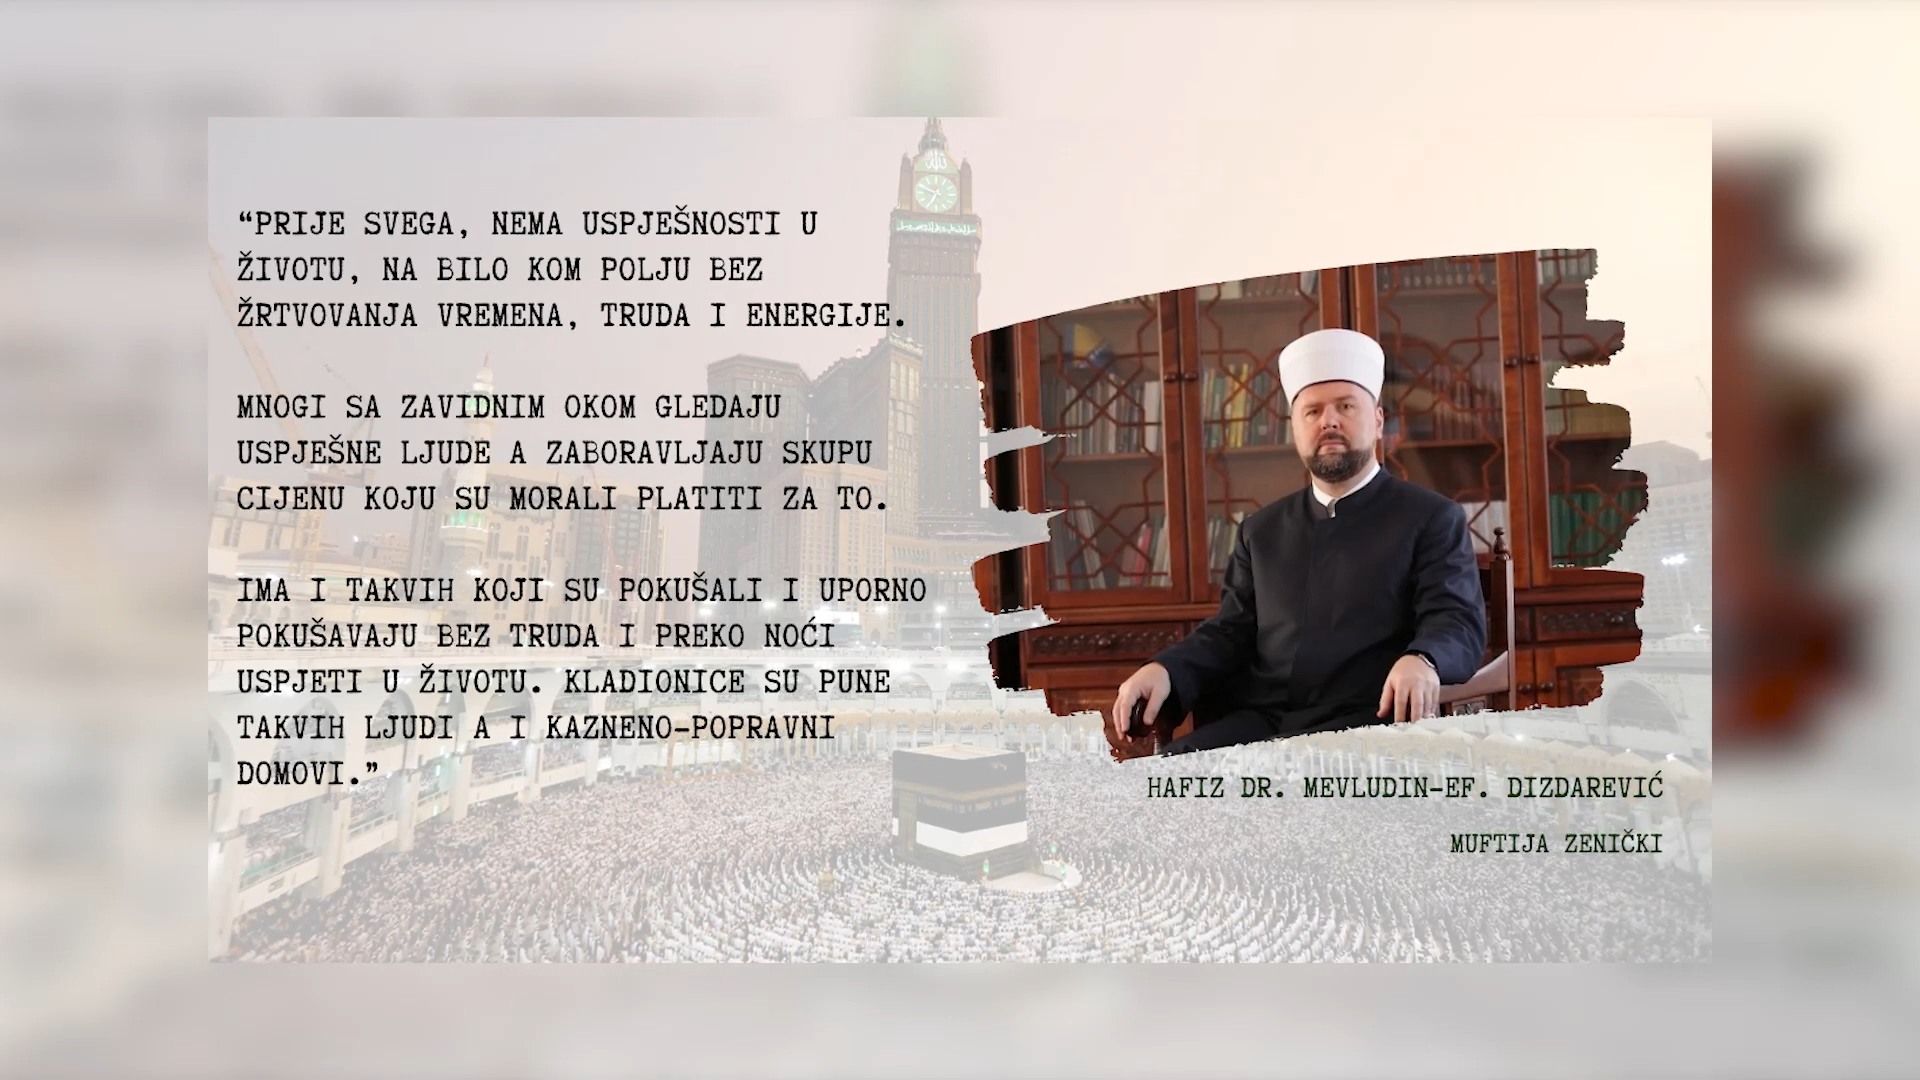 “PRIJE SVEGA, NEMA USPJEŠNOSTI U
ŽIVOTU, NA BILO KOM POLJU BEZ
ŽRTVOVANJA VREMENA, TRUDA I ENERGIJE.
MNOGI SA ZAVIDNIM OKOM GLEDAJU
USPJEŠNE LJUDE A ZABORAVLJAJU SKUPU
CIJENU KOJU SU MORALI PLATITI ZA TO.
IMA I TAKVIH KOJI SU POKUŠALI I UPORNO
POKUŠAVAJU BEZ TRUDA I PREKO NOĆI
USPJETI U ŽIVOTU. KLADIONICE SU PUNE
TAKVIH LJUDI A I KAZNENO-POPRAVNI
DOMOVI.”
HAFIZ DR. MEVLUDIN-EF. DIZDAREVIĆ
MUFTIJA ZENIČKI